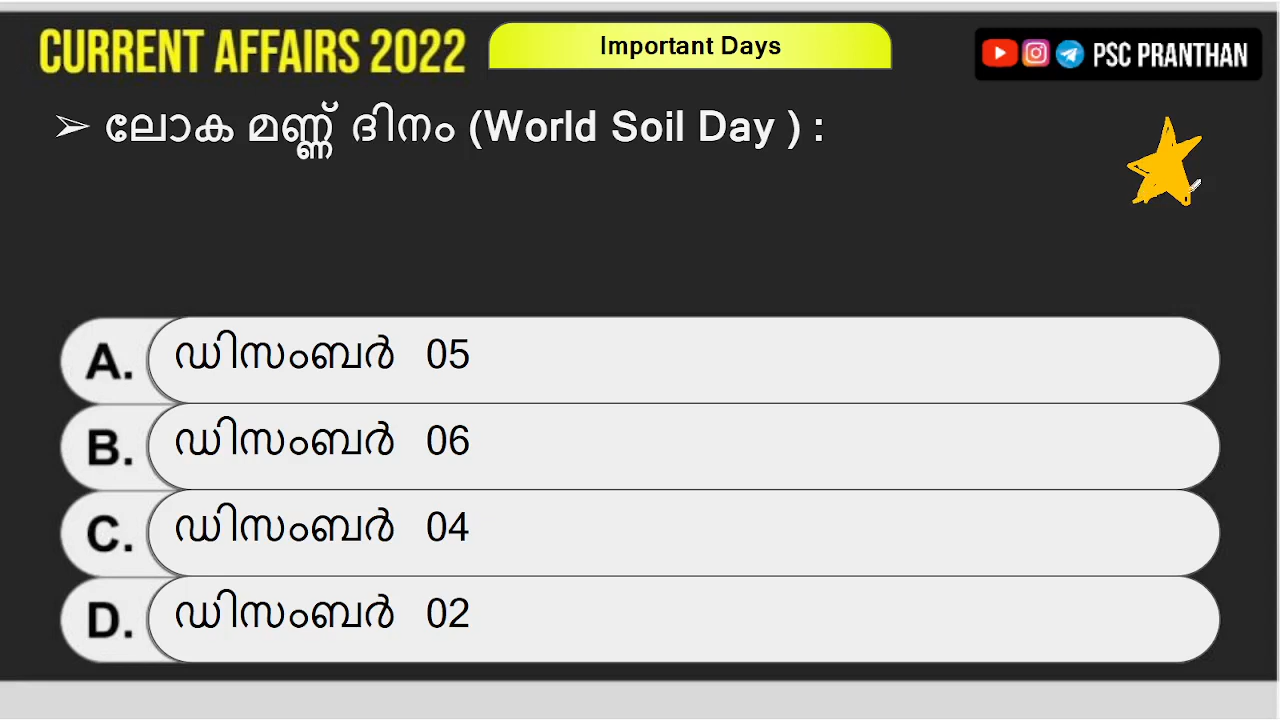 CURRENT AFFAIRS 2022
Important Days
PSC PRANTHAN
➢ ലോക മണ്ണ് ദിനം (World Soil Day ) :
A. ഡിസംബർ 05
B. ഡിസംബർ 06
C. ഡിസംബർ 04
D. ഡിസംബർ 02